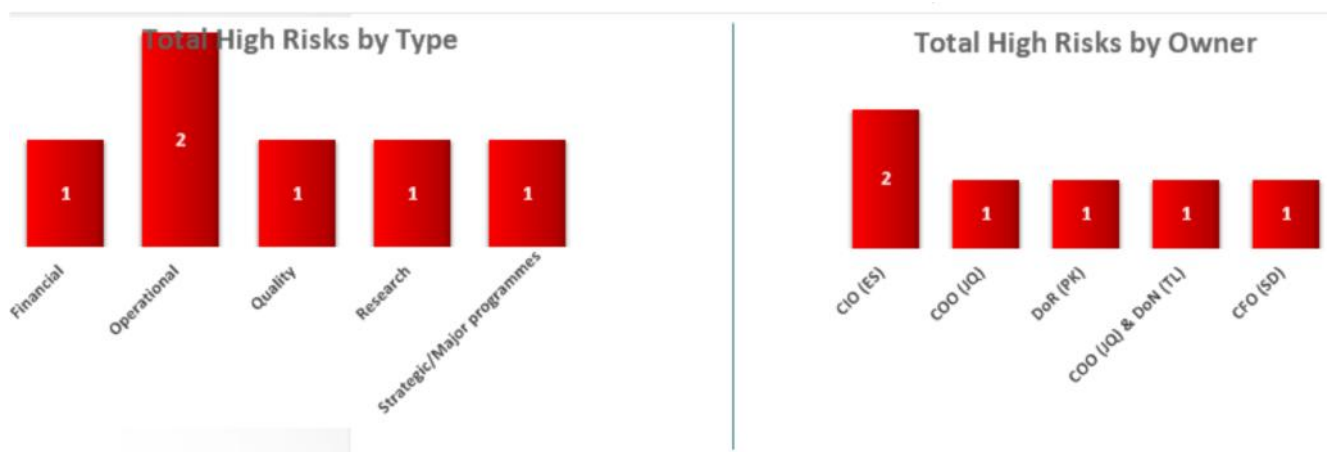 Total High Risks by Type
2
1
1
1
1
Financial
Operational
Quality
Research
Strategic/Major programmes
Total High Risks by Owner
2
1
1
1
1
CIO (ES)
COO (JQ)
DoR (PK)
COO (JQ) & DoN (TL)
CFO (SD)